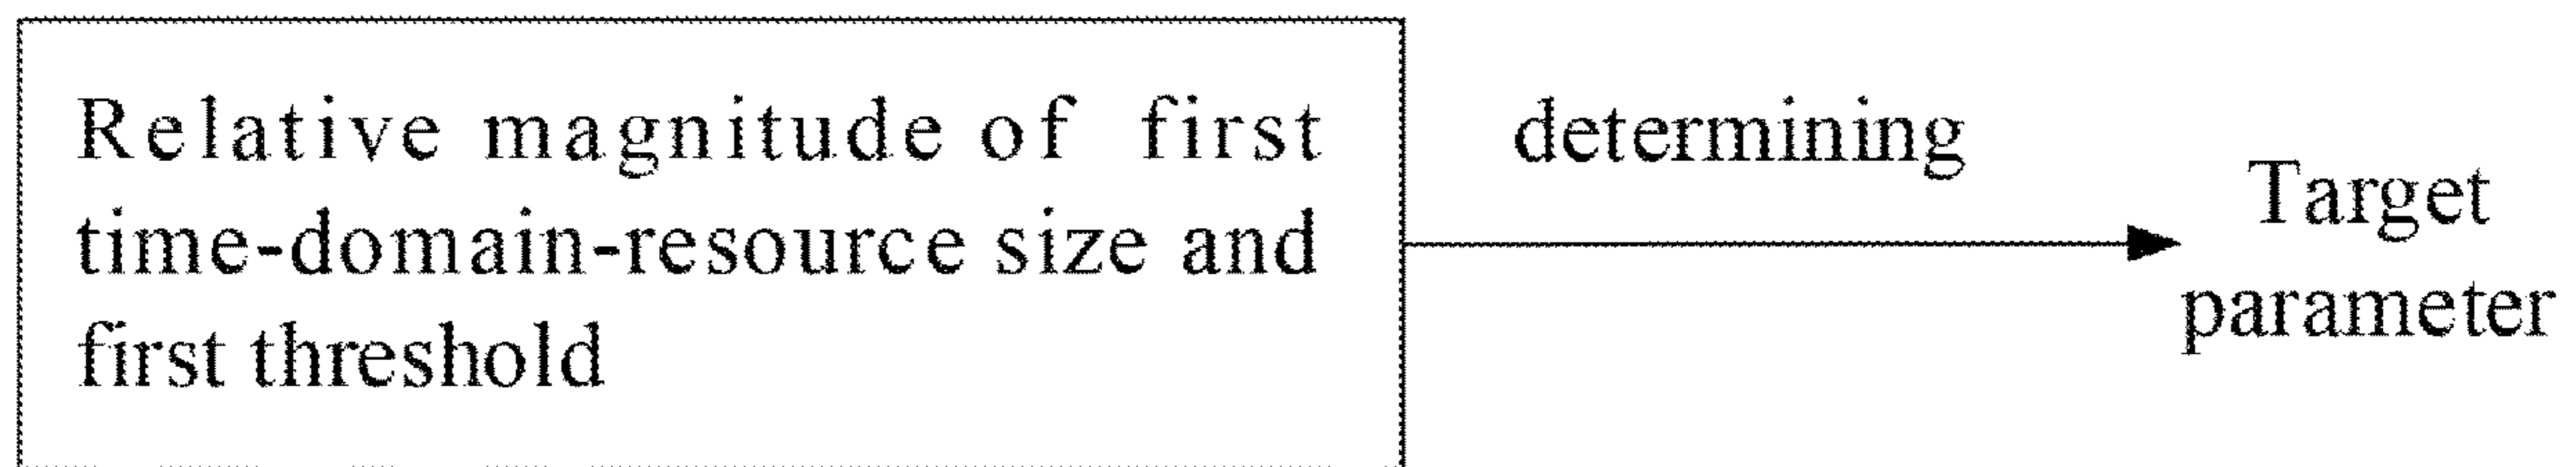 Relative magnitude of first
time-domain-resource size and
first threshold
determining
Target
parameter